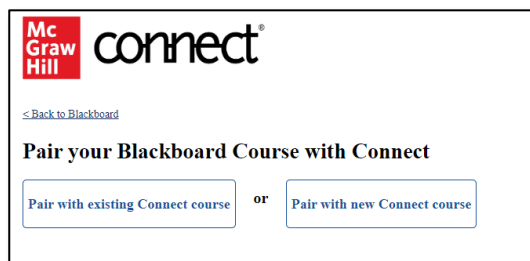 Mc
Graw
Hill
connect®
< Back to Blackboard
Pair your Blackboard Course with Connect
Pair with existing Connect course or Pair with new Connect course